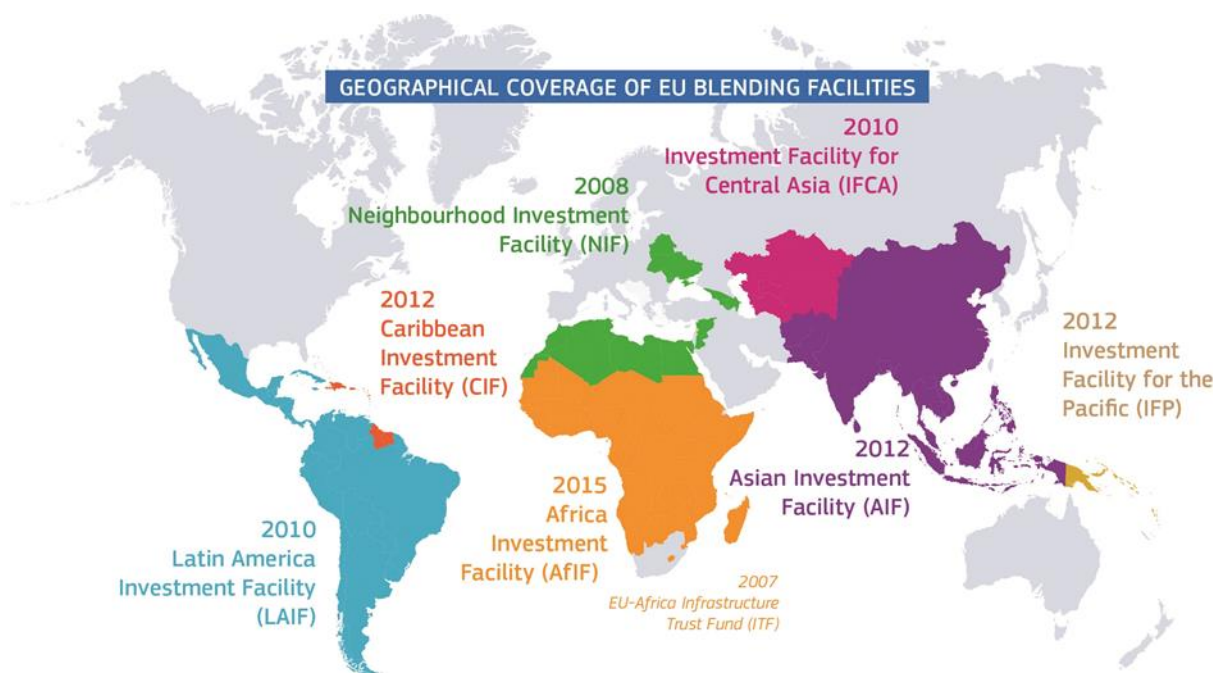 GEOGRAPHICAL COVERAGE OF EU BLENDING FACILITIES
2010
Investment Facility for
Central Asia (IFCA)
2008
Neighbourhood Investment
Facility (NIF)
2012
Caribbean
Investment
Facility (CIF)
2012
Investment
Facility for the
Pacific (IFP)
2012
Asian Investment
Facility (AIF)
2015
Africa
Investment
Facility (AfIF)
2010
Latin America
Investment Facility
(LAIF)
2007
EU-Africa Infrastructure
Trust Fund (ITF)